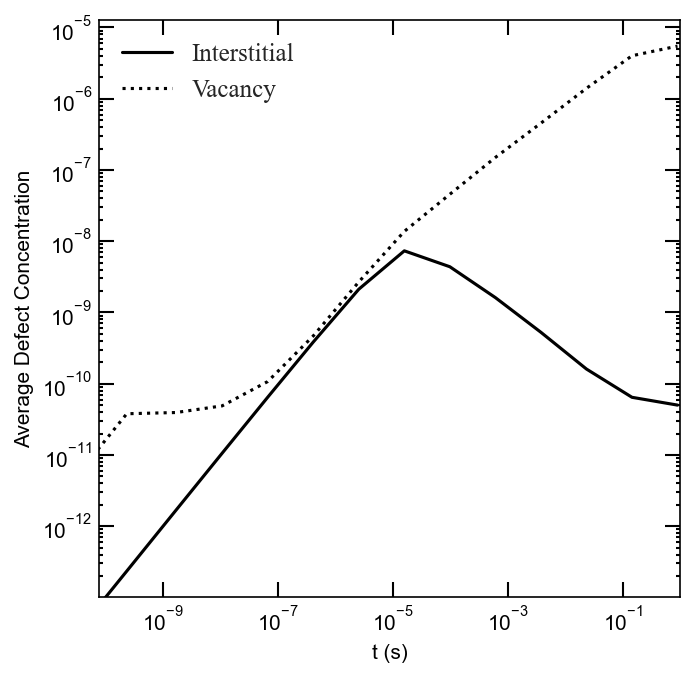 Interstitial
Vacancy
Average Defect Concentration
10⁻⁵
10⁻⁶
10⁻⁷
10⁻⁸
10⁻⁹
10⁻¹⁰
10⁻¹¹
10⁻¹²
10⁻⁹ 10⁻⁷ 10⁻⁵ 10⁻³ 10⁻¹
t (s)